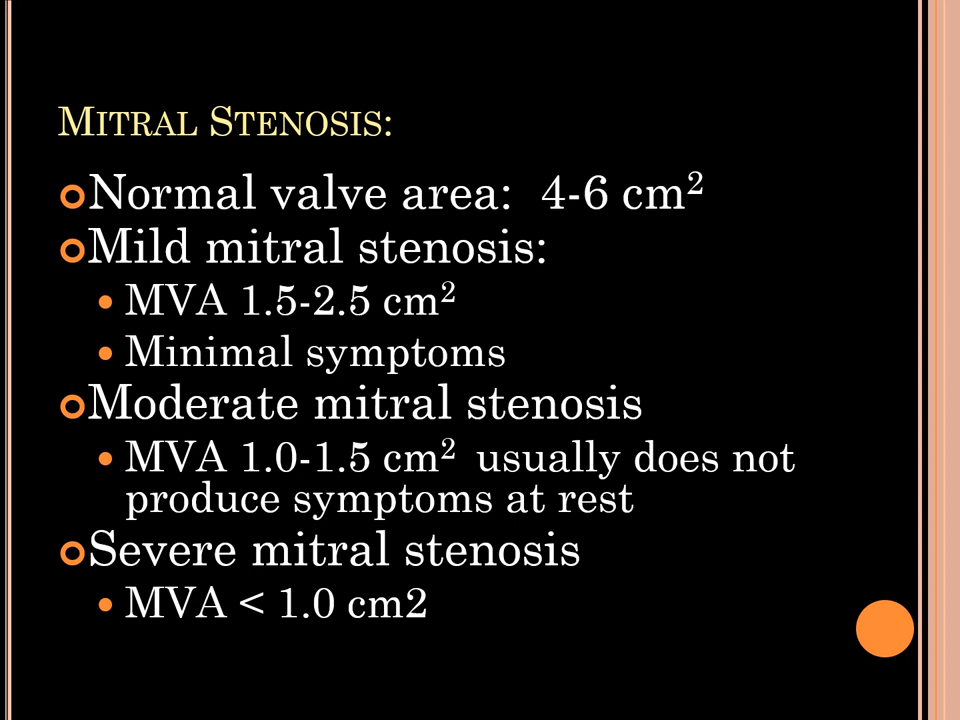 MITRAL STENOSIS:
Normal valve area: 4-6 cm²
Mild mitral stenosis:
MVA 1.5-2.5 cm²
Minimal symptoms
Moderate mitral stenosis
MVA 1.0-1.5 cm² usually does not
produce symptoms at rest
Severe mitral stenosis
MVA < 1.0 cm2